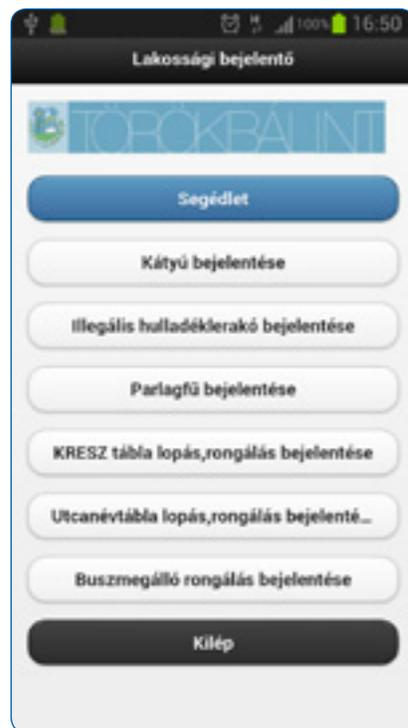 100% 16:50
Lakossági bejelentő
TÖRÖKBÁLINT
Segédlet
Kátyú bejelentése
Illegális hulladéklerakó bejelentése
Parlagfű bejelentése
KRESZ tábla lopás,rongálás bejelentése
Utcanévtábla lopás,rongálás bejelenté...
Buszmegálló rongálás bejelentése
Kilép